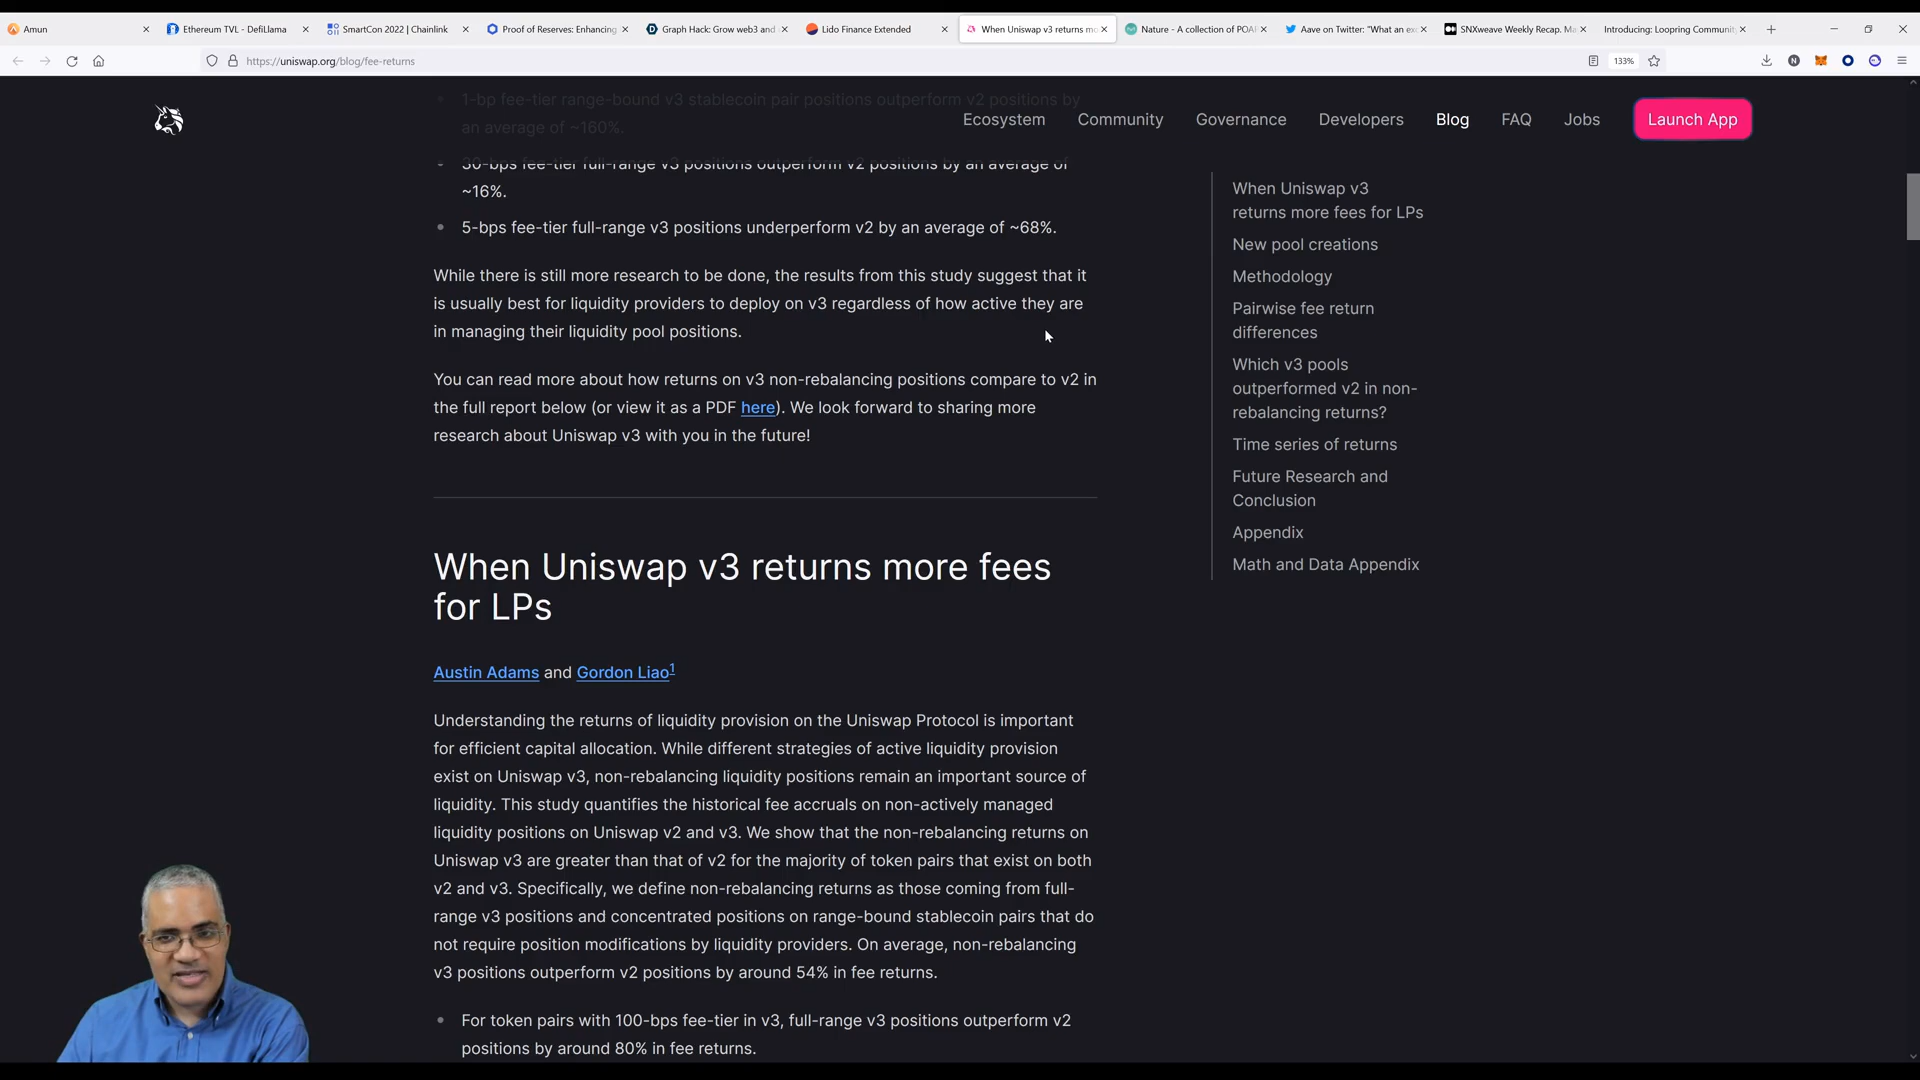 Amun
Ethereum TVL - DefiLlama
SmartCon 2022 | Chainlink
Proof of Reserves: Enhancing
Graph Hack: Grow web3 and
Lido Finance Extended
When Uniswap v3 returns mo
Nature - A collection of POAP
Aave on Twitter: "What an exc
SNXweave Weekly Recap. Ma
Introducing: Loopring Communit
https://uniswap.org/blog/fee-returns
133%
1-bp fee-tier range-bound v3 stablecoin pair positions outperform v2 positions by
an average of ~160%.
Ecosystem
Community
Governance
Developers
Blog
FAQ
Jobs
Launch App
30-bps fee-tier full-range v3 positions outperform v2 positions by an average of
~16%.
5-bps fee-tier full-range v3 positions underperform v2 by an average of ~68%.
While there is still more research to be done, the results from this study suggest that it
is usually best for liquidity providers to deploy on v3 regardless of how active they are
in managing their liquidity pool positions.
You can read more about how returns on v3 non-rebalancing positions compare to v2 in
the full report below (or view it as a PDF here). We look forward to sharing more
research about Uniswap v3 with you in the future!
When Uniswap v3 returns more fees
for LPs
Austin Adams and Gordon Liao1
Understanding the returns of liquidity provision on the Uniswap Protocol is important
for efficient capital allocation. While different strategies of active liquidity provision
exist on Uniswap v3, non-rebalancing liquidity positions remain an important source of
liquidity. This study quantifies the historical fee accruals on non-actively managed
liquidity positions on Uniswap v2 and v3. We show that the non-rebalancing returns on
Uniswap v3 are greater than that of v2 for the majority of token pairs that exist on both
v2 and v3. Specifically, we define non-rebalancing returns as those coming from full-
range v3 positions and concentrated positions on range-bound stablecoin pairs that do
not require position modifications by liquidity providers. On average, non-rebalancing
v3 positions outperform v2 positions by around 54% in fee returns.
For token pairs with 100-bps fee-tier in v3, full-range v3 positions outperform v2
positions by around 80% in fee returns.
When Uniswap v3
returns more fees for LPs
New pool creations
Methodology
Pairwise fee return
differences
Which v3 pools
outperformed v2 in non-
rebalancing returns?
Time series of returns
Future Research and
Conclusion
Appendix
Math and Data Appendix